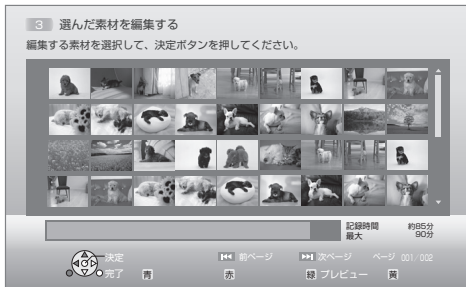 3 選んだ素材を編集する
編集する素材を選択して、決定ボタンを押してください。
記録時間 約85分
最大 90分
決定 前ページ 次ページ ページ 001/002
完了 青 赤 緑 プレビュー 黄